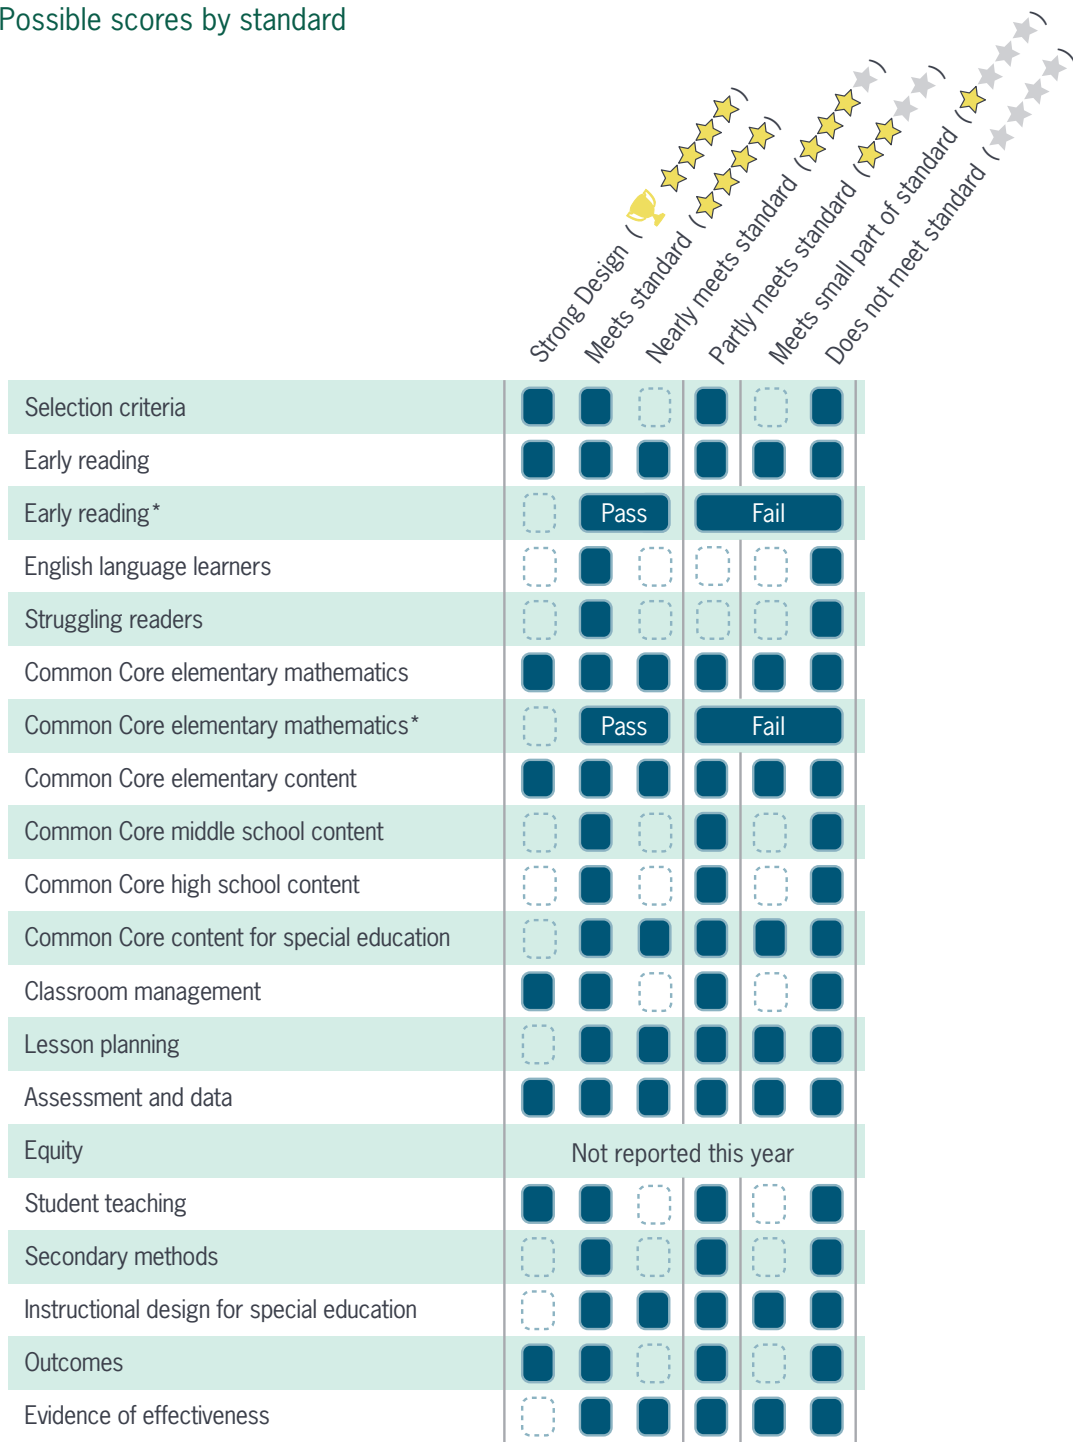 Possible scores by standard
Strong Design ( )
Meets standard ( )
Nearly meets standard ( )
Partly meets standard ( )
Meets small part of standard ( )
Does not meet standard ( )
Selection criteria
Early reading
Early reading* Pass Fail
English language learners
Struggling readers
Common Core elementary mathematics
Common Core elementary mathematics* Pass Fail
Common Core elementary content
Common Core middle school content
Common Core high school content
Common Core content for special education
Classroom management
Lesson planning
Assessment and data
Equity Not reported this year
Student teaching
Secondary methods
Instructional design for special education
Outcomes
Evidence of effectiveness